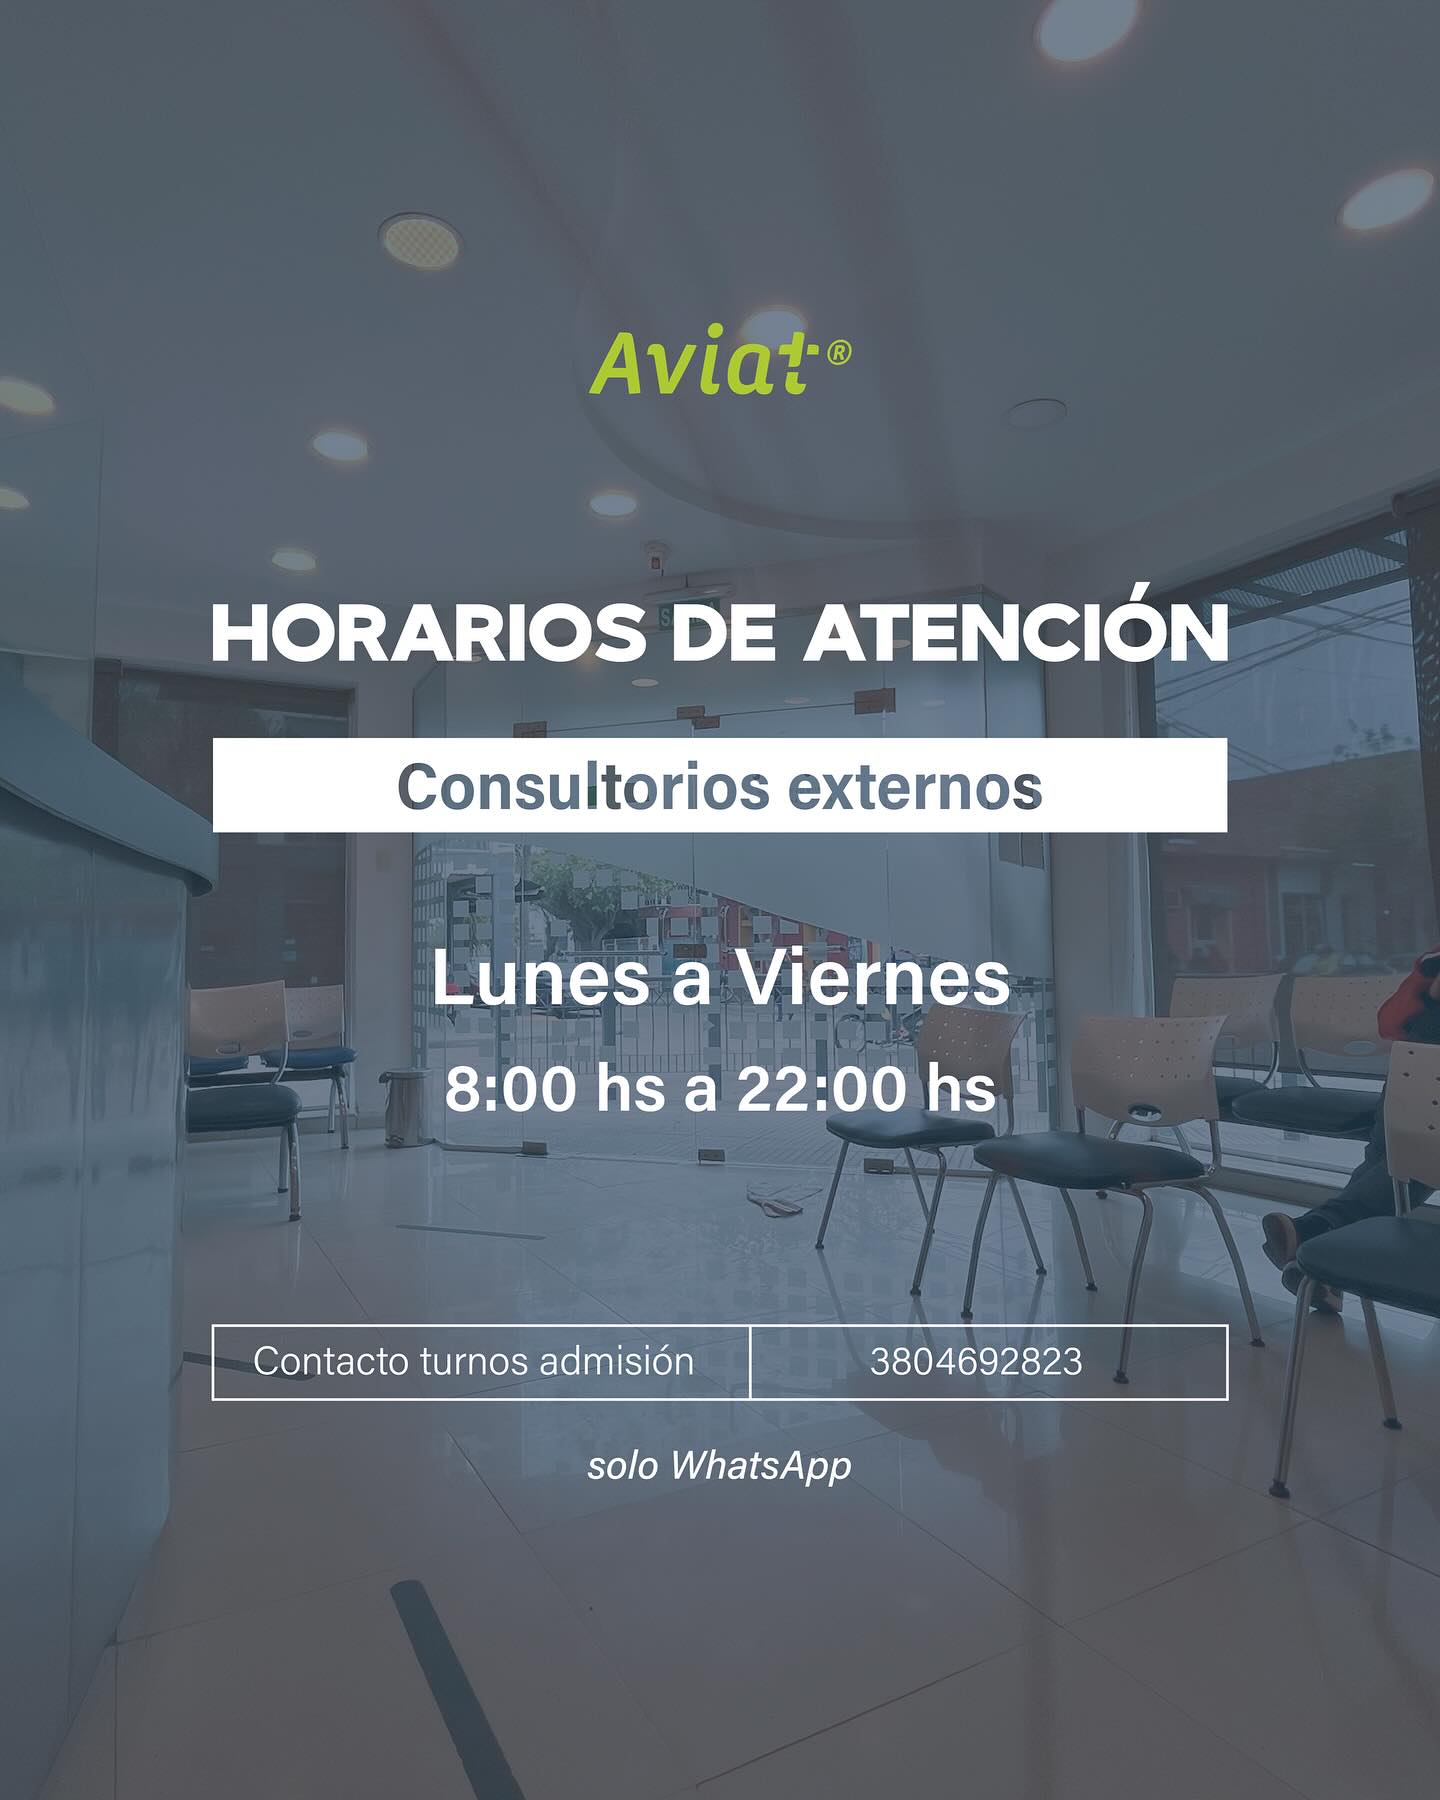 Aviat®
HORARIOS DE ATENCIÓN
Consultorios externos
Lunes a Viernes
8:00 hs a 22:00 hs
Contacto turnos admisión 3804692823
solo WhatsApp